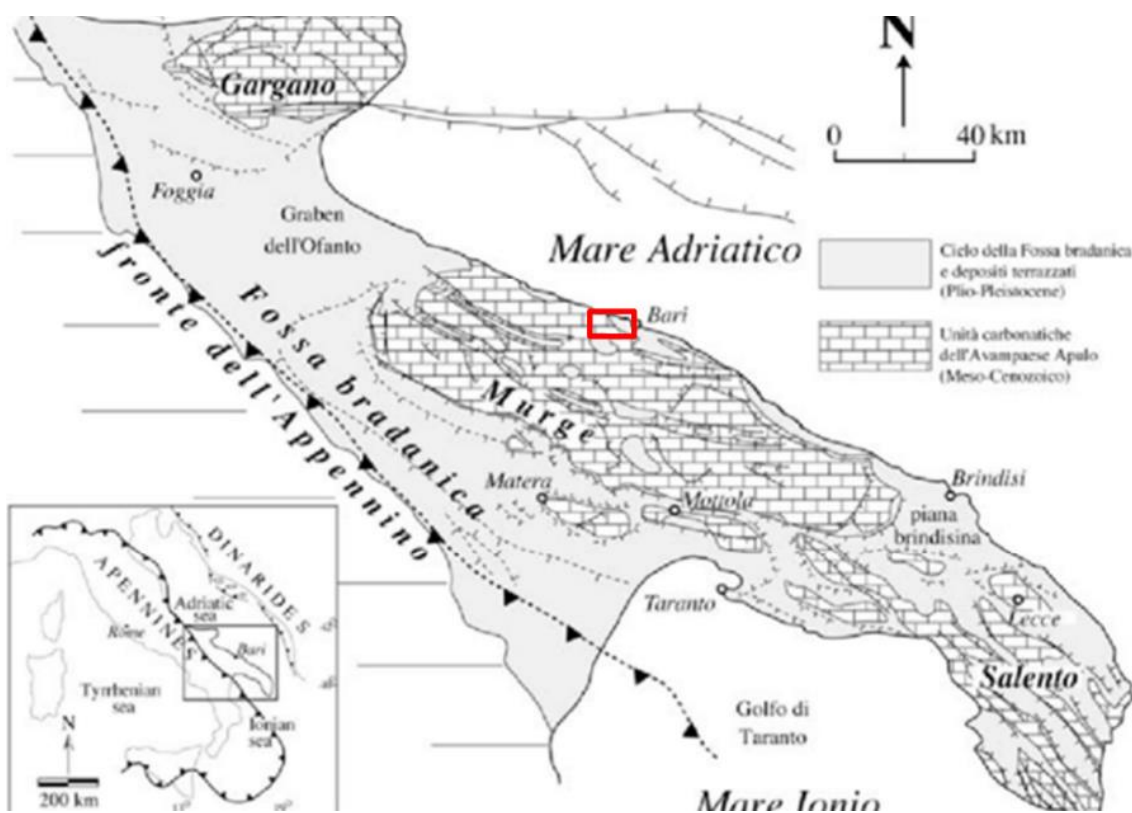 N
0 40 km
Gargano
Foggia
Graben
dell'Ofanto
Mare Adriatico
Ciclo della Fossa bradanica
e depositi terrazzati
(Plio-Pleistocene)
Unità carbonatiche
dell'Avampaese Apulo
(Meso-Cenozoico)
Bari
fronte dell'Appennino
Fossa bradanica
Murge
Matera
Mottola
Brindisi
piana
brindisina
Taranto
Lecce
Salento
Golfo di
Taranto
Mare Ionio
DINARIDES
APENNINES
Adriatic
sea
Rome
Bari
Tyrrhenian
sea
Ionian
sea
N
200 km